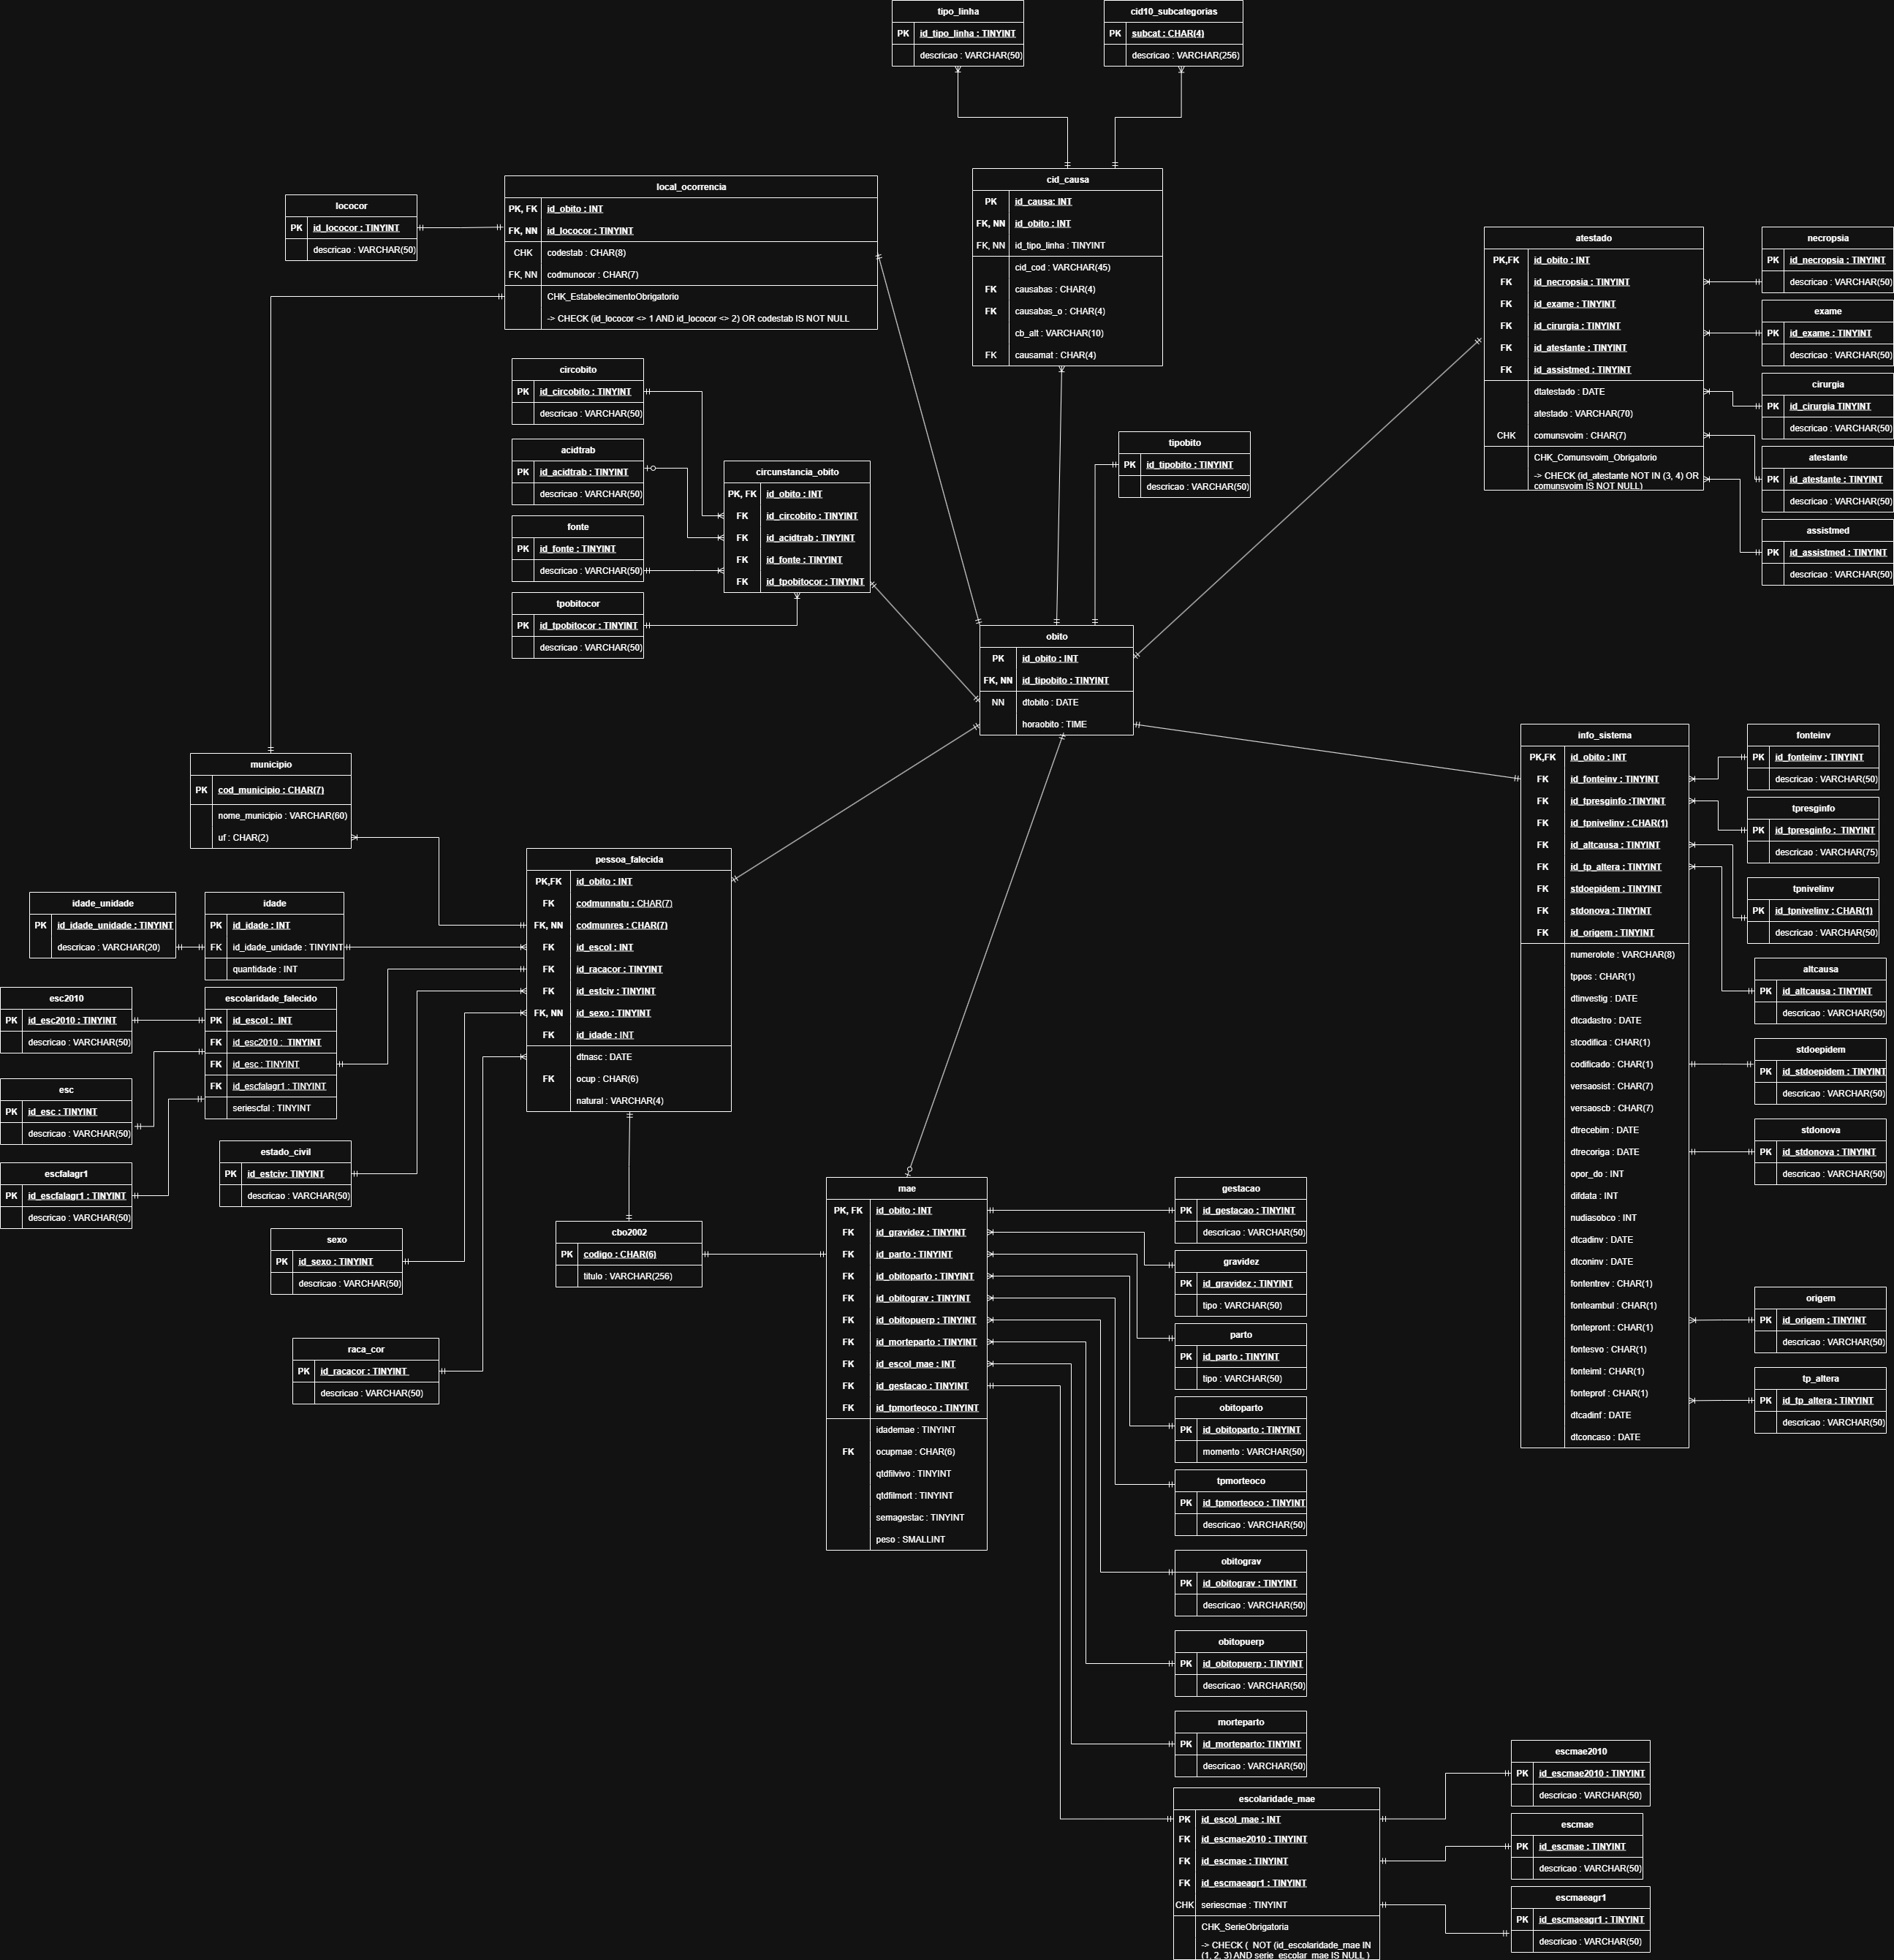 tipo_linha
PK id_tipo_linha : TINYINT
descricao : VARCHAR(50)
cid10_subcategorias
PK subcat : CHAR(4)
descricao : VARCHAR(256)
cid_causa
PK id_causa: INT
FK, NN id_obito : INT
FK, NN id_tipo_linha : TINYINT
cid_cod : VARCHAR(45)
FK causabas : CHAR(4)
FK causabas_o : CHAR(4)
cb_alt : VARCHAR(10)
FK causamat : CHAR(4)
local_ocorrencia
PK, FK id_obito : INT
FK, NN id_lococor : TINYINT
CHK codestab : CHAR(8)
FK, NN codmunocor : CHAR(7)
CHK_EstabelecimentoObrigatorio
-> CHECK (id_lococor <> 1 AND id_lococor <> 2) OR codestab IS NOT NULL
lococor
PK id_lococor : TINYINT
descricao : VARCHAR(50)
atestado
PK,FK id_obito : INT
FK id_necropsia : TINYINT
FK id_exame : TINYINT
FK id_cirurgia : TINYINT
FK id_atestante : TINYINT
FK id_assistmed : TINYINT
dtatestado : DATE
atestado : VARCHAR(70)
CHK comunsvoim : CHAR(7)
CHK_Comunsvoim_Obrigatorio
-> CHECK (id_atestante NOT IN (3, 4) OR
comunsvoim IS NOT NULL)
necropsia
PK id_necropsia : TINYINT
descricao : VARCHAR(50)
exame
PK id_exame : TINYINT
descricao : VARCHAR(50)
cirurgia
PK id_cirurgia TINYINT
descricao : VARCHAR(50)
atestante
PK id_atestante : TINYINT
descricao : VARCHAR(50)
assistmed
PK id_assistmed : TINYINT
descricao : VARCHAR(50)
circobito
PK id_circobito : TINYINT
descricao : VARCHAR(50)
acidtrab
PK id_acidtrab : TINYINT
descricao : VARCHAR(50)
fonte
PK id_fonte : TINYINT
descricao : VARCHAR(50)
tpobitocor
PK id_tpobitocor : TINYINT
descricao : VARCHAR(50)
circunstancia_obito
PK, FK id_obito : INT
FK id_circobito : TINYINT
FK id_acidtrab : TINYINT
FK id_fonte : TINYINT
FK id_tpobitocor : TINYINT
tipobito
PK id_tipobito : TINYINT
descricao : VARCHAR(50)
obito
PK id_obito : INT
FK, NN id_tipobito : TINYINT
NN dtobito : DATE
horaobito : TIME
municipio
PK cod_municipio : CHAR(7)
nome_municipio : VARCHAR(60)
uf : CHAR(2)
pessoa_falecida
PK,FK id_obito : INT
FK codmunnatu : CHAR(7)
FK, NN codmunres : CHAR(7)
FK id_escol : INT
FK id_racacor : TINYINT
FK id_estciv : TINYINT
FK, NN id_sexo : TINYINT
FK id_idade : INT
dtnasc : DATE
FK ocup : CHAR(6)
natural : VARCHAR(4)
idade_unidade
PK id_idade_unidade : TINYINT
descricao : VARCHAR(20)
idade
PK id_idade : INT
FK id_idade_unidade : TINYINT
quantidade : INT
esc2010
PK id_esc2010 : TINYINT
descricao : VARCHAR(50)
escolaridade_falecido
PK id_escol : INT
FK id_esc2010 : TINYINT
FK id_esc : TINYINT
FK id_escfalagr1 : TINYINT
seriescfal : TINYINT
esc
PK id_esc : TINYINT
descricao : VARCHAR(50)
escfalagr1
PK id_escfalagr1 : TINYINT
descricao : VARCHAR(50)
estado_civil
PK id_estciv: TINYINT
descricao : VARCHAR(50)
sexo
PK id_sexo : TINYINT
descricao : VARCHAR(50)
raca_cor
PK id_racacor : TINYINT
descricao : VARCHAR(50)
cbo2002
PK codigo : CHAR(6)
titulo : VARCHAR(256)
mae
PK, FK id_obito : INT
FK id_gravidez : TINYINT
FK id_parto : TINYINT
FK id_obitoparto : TINYINT
FK id_obitograv : TINYINT
FK id_obitopuerp : TINYINT
FK id_morteparto : TINYINT
FK id_escol_mae : INT
FK id_gestacao : TINYINT
FK id_tpmorteoco : TINYINT
idademae : TINYINT
FK ocupmae : CHAR(6)
qtdfilvivo : TINYINT
qtdfilmort : TINYINT
semagestac : TINYINT
peso : SMALLINT
gestacao
PK id_gestacao : TINYINT
descricao : VARCHAR(50)
gravidez
PK id_gravidez : TINYINT
tipo : VARCHAR(50)
parto
PK id_parto : TINYINT
tipo : VARCHAR(50)
obitoparto
PK id_obitoparto : TINYINT
momento : VARCHAR(50)
tpmorteoco
PK id_tpmorteoco : TINYINT
descricao : VARCHAR(50)
obitograv
PK id_obitograv : TINYINT
descricao : VARCHAR(50)
obitopuerp
PK id_obitopuerp : TINYINT
descricao : VARCHAR(50)
morteparto
PK id_morteparto: TINYINT
descricao : VARCHAR(50)
escolaridade_mae
PK id_escol_mae : INT
FK id_escmae2010 : TINYINT
FK id_escmae : TINYINT
FK id_escmaeagr1 : TINYINT
CHK seriescmae : TINYINT
CHK_SerieObrigatoria
-> CHECK ( NOT (id_escolaridade_mae IN
(1, 2, 3) AND serie_escolar_mae IS NULL )
escmae2010
PK id_escmae2010 : TINYINT
descricao : VARCHAR(50)
escmae
PK id_escmae : TINYINT
descricao : VARCHAR(50)
escmaeagr1
PK id_escmaeagr1 : TINYINT
descricao : VARCHAR(50)
info_sistema
PK,FK id_obito : INT
FK id_fonteinv : TINYINT
FK id_tpresginfo :TINYINT
FK id_tpnivelinv : CHAR(1)
FK id_altcausa : TINYINT
FK id_tp_altera : TINYINT
FK stdoepidem : TINYINT
FK stdonova : TINYINT
FK id_origem : TINYINT
numerolote : VARCHAR(8)
tppos : CHAR(1)
dtinvestig : DATE
dtcadastro : DATE
stcodifica : CHAR(1)
codificado : CHAR(1)
versaosist : CHAR(7)
versaoscb : CHAR(7)
dtrecebim : DATE
dtrecoriga : DATE
opor_do : INT
difdata : INT
nudiasobco : INT
dtcadinv : DATE
dtconinv : DATE
fontentrev : CHAR(1)
fonteambul : CHAR(1)
fontepront : CHAR(1)
fontesvo : CHAR(1)
fonteiml : CHAR(1)
fonteprof : CHAR(1)
dtcadinf : DATE
dtconcaso : DATE
fonteinv
PK id_fonteinv : TINYINT
descricao : VARCHAR(50)
tpresginfo
PK id_tpresginfo : TINYINT
descricao : VARCHAR(75)
tpnivelinv
PK id_tpnivelinv : CHAR(1)
descricao : VARCHAR(50)
altcausa
PK id_altcausa : TINYINT
descricao : VARCHAR(50)
stdoepidem
PK id_stdoepidem : TINYINT
descricao : VARCHAR(50)
stdonova
PK id_stdonova : TINYINT
descricao : VARCHAR(50)
origem
PK id_origem : TINYINT
descricao : VARCHAR(50)
tp_altera
PK id_tp_altera : TINYINT
descricao : VARCHAR(50)